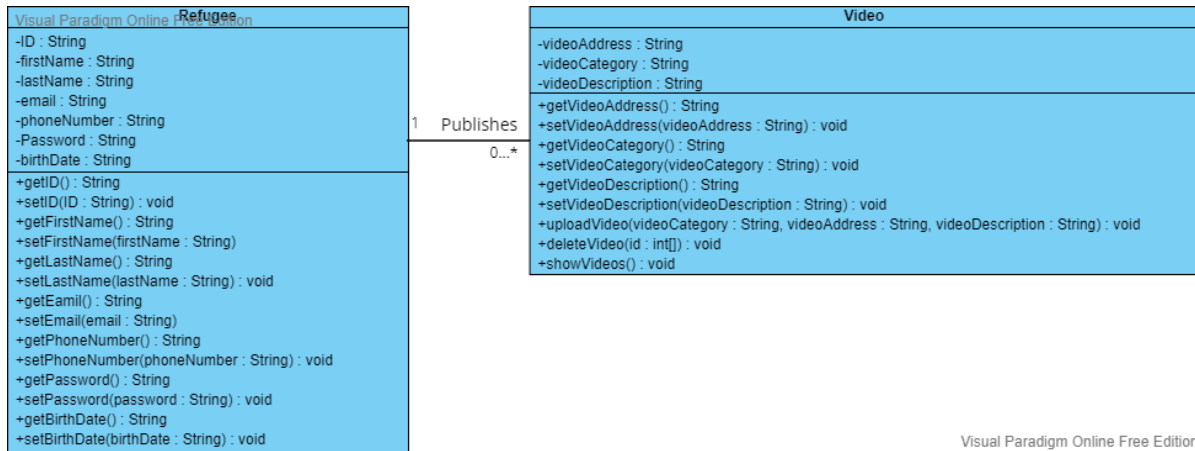 Visual Paradigm Online Free Edition
Refugee
-ID : String
-firstName : String
-lastName : String
-email : String
-phoneNumber : String
-Password : String
-birthDate : String
+getID() : String
+setID(ID : String) : void
+getFirstName() : String
+setFirstName(firstName : String)
+getLastName() : String
+setLastName(lastName : String) : void
+getEamil() : String
+setEmail(email : String)
+getPhoneNumber() : String
+setPhoneNumber(phoneNumber : String) : void
+getPassword() : String
+setPassword(password : String) : void
+getBirthDate() : String
+setBirthDate(birthDate : String) : void
1 Publishes
0...*
Video
-videoAddress : String
-videoCategory : String
-videoDescription : String
+getVideoAddress() : String
+setVideoAddress(videoAddress : String) : void
+getVideoCategory() : String
+setVideoCategory(videoCategory : String) : void
+getVideoDescription() : String
+setVideoDescription(videoDescription : String) : void
+uploadVideo(videoCategory : String, videoAddress : String, videoDescription : String) : void
+deleteVideo(id : int[]) : void
+showVideos() : void
Visual Paradigm Online Free Edition